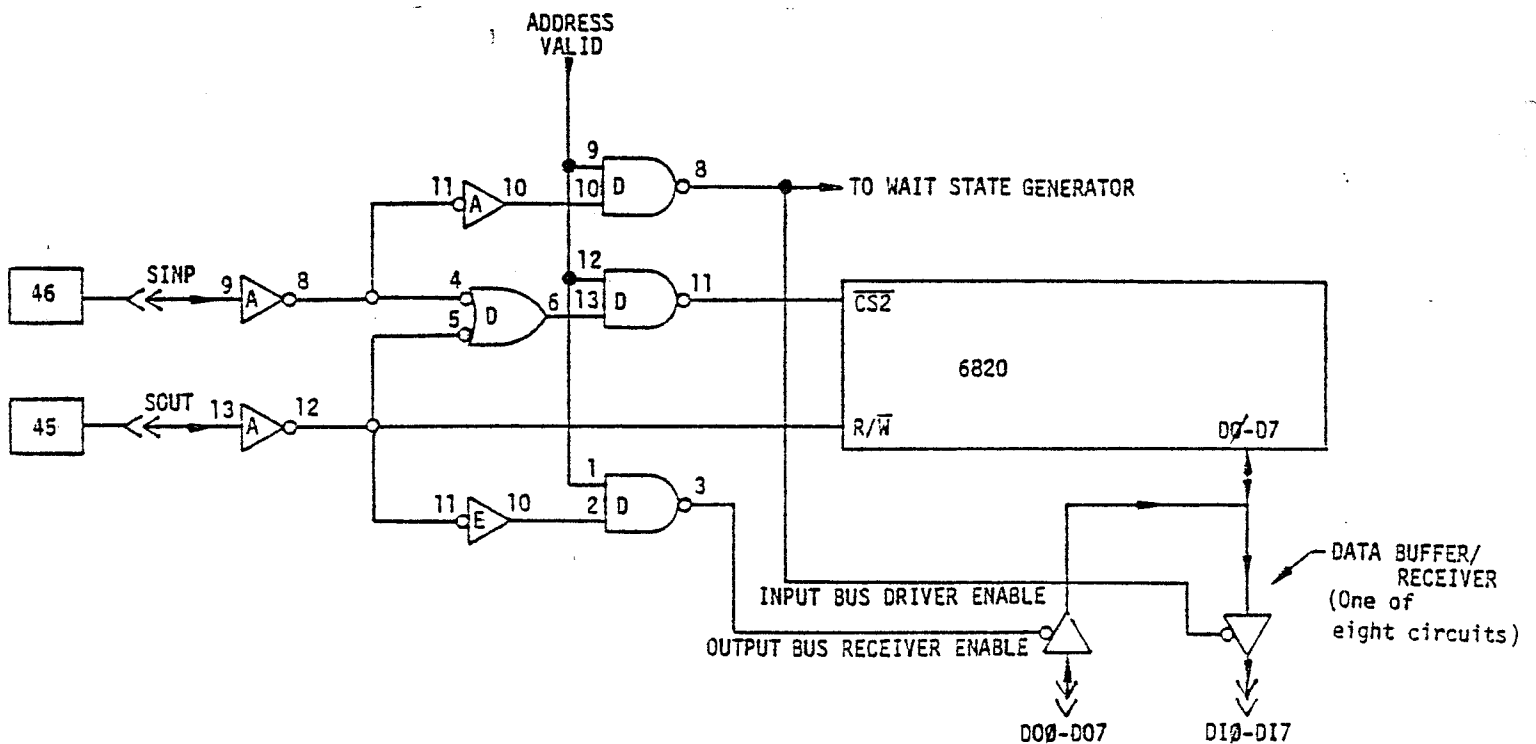 ADDRESS
VALID
9
8
D
10
TO WAIT STATE GENERATOR
11
10
A
46
SINP
9
A
8
4
5
D
6
12
13
D
11
CS2
6820
R/W
DØ-D7
45
SOUT
13
A
12
11
E
10
1
2
D
3
INPUT BUS DRIVER ENABLE
OUTPUT BUS RECEIVER ENABLE
DATA BUFFER/
RECEIVER
(One of
eight circuits)
DOØ-DO7
DIØ-DI7